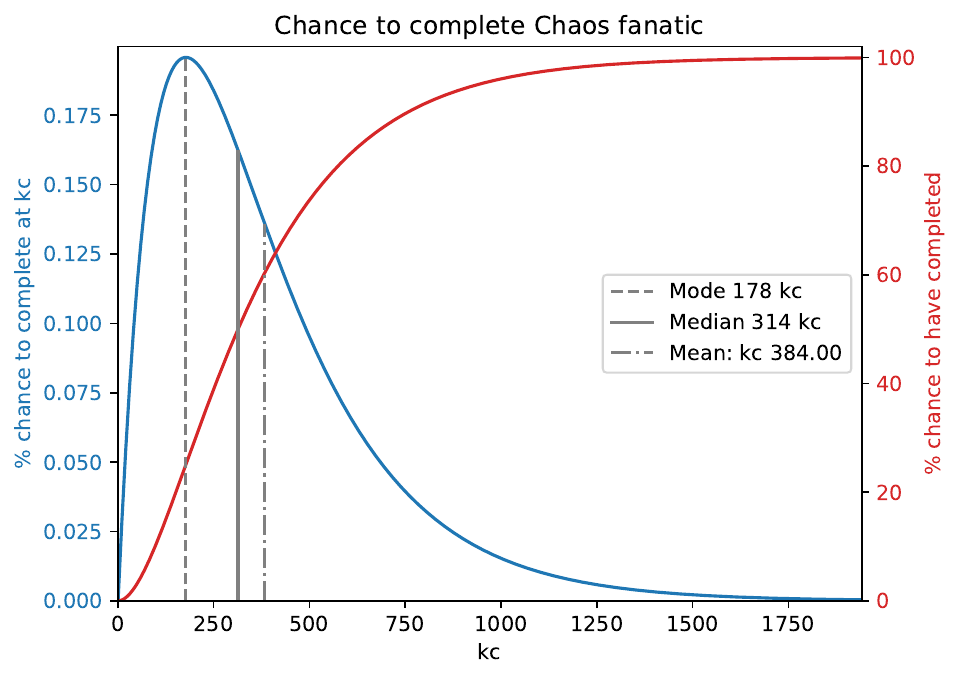 Chance to complete Chaos fanatic
% chance to complete at kc
0.175
0.150
0.125
0.100
0.075
0.050
0.025
0.000
0 250 500 750 1000 1250 1500 1750
kc
Mode 178 kc
Median 314 kc
Mean: kc 384.00
100
80
60
40
20
0
% chance to have completed